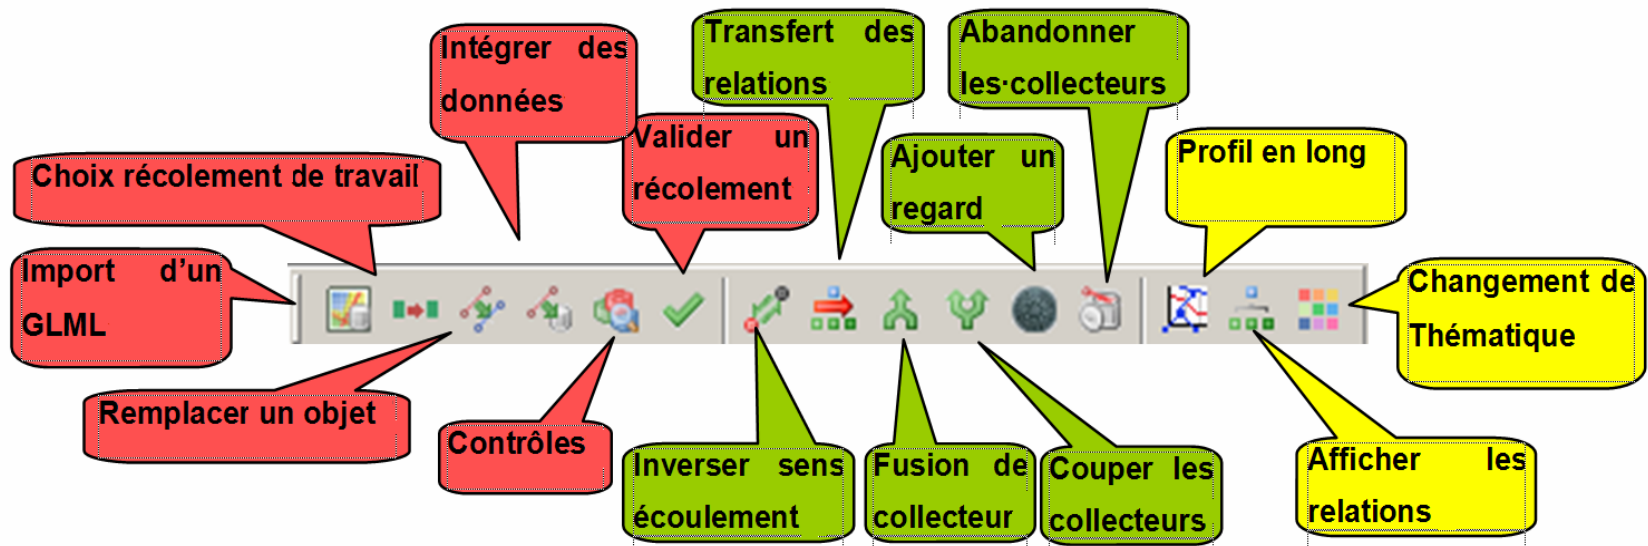 Intégrer des
données
Transfert des
relations
Abandonner
les·collecteurs
Valider un
récolement
Ajouter un
regard
Profil en long
Choix récolement de travail
Import d'un
GLML
Changement de
Thématique
Remplacer un objet
Contrôles
Inverser sens
écoulement
Fusion de
collecteur
Couper les
collecteurs
Afficher les
relations